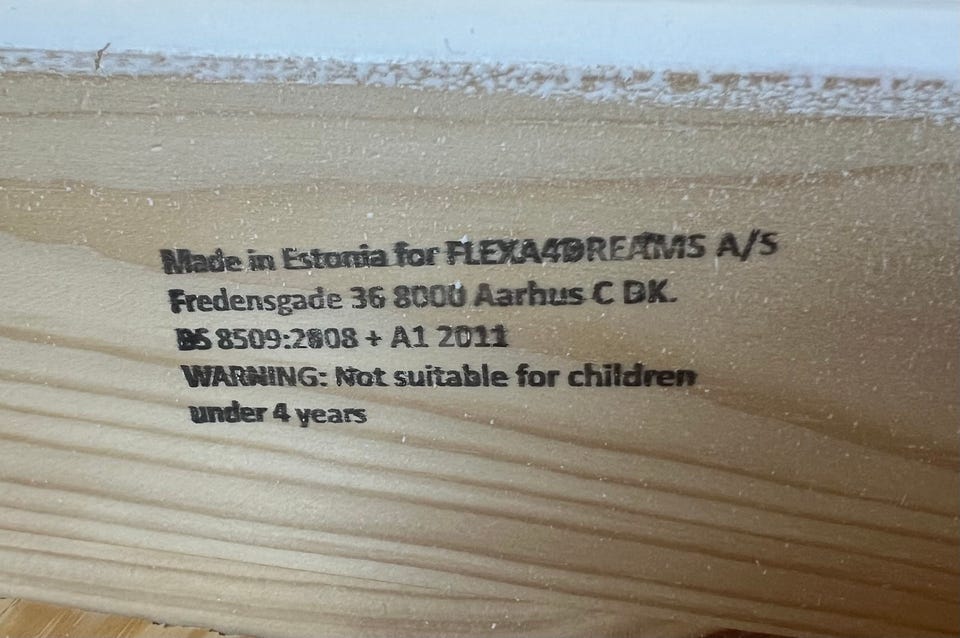 Made in Estonia for FLEXA4DREAMS A/S
Fredensgade 36 8000 Aarhus C DK.
BS 8509:2008 + A1 2011
WARNING: Not suitable for children
under 4 years